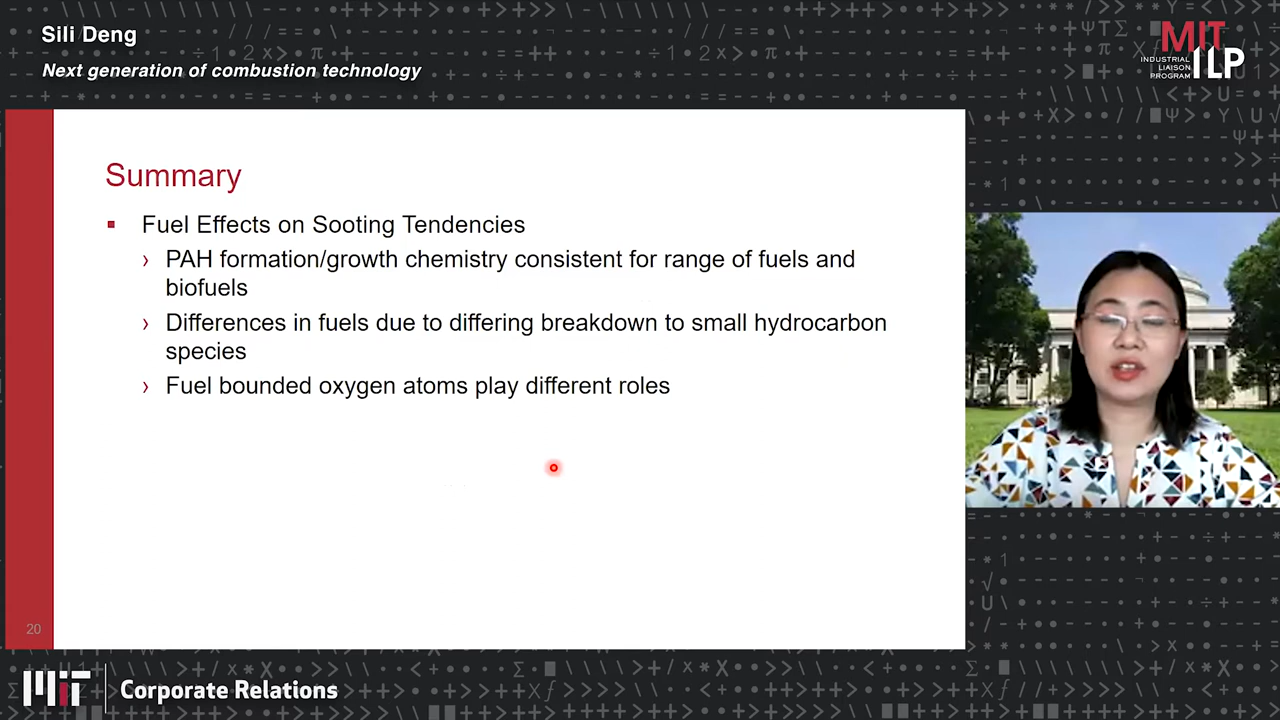 Sili Deng
Next generation of combustion technology
MIT
INDUSTRIAL
LIAISON
PROGRAM
ILP
Summary
Fuel Effects on Sooting Tendencies
› PAH formation/growth chemistry consistent for range of fuels and
biofuels
› Differences in fuels due to differing breakdown to small hydrocarbon
species
› Fuel bounded oxygen atoms play different roles
20
MIT
Corporate Relations